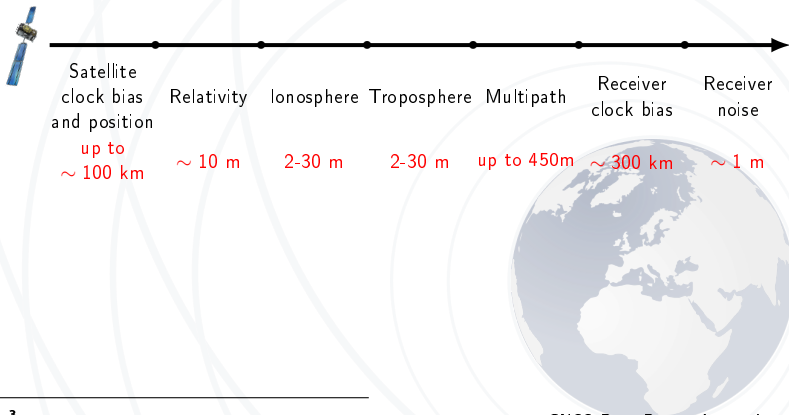 Satellite
clock bias
and position
up to
~ 100 km
Relativity
~ 10 m
Ionosphere
2-30 m
Troposphere
2-30 m
Multipath
up to 450m
Receiver
clock bias
~ 300 km
Receiver
noise
~ 1 m
3